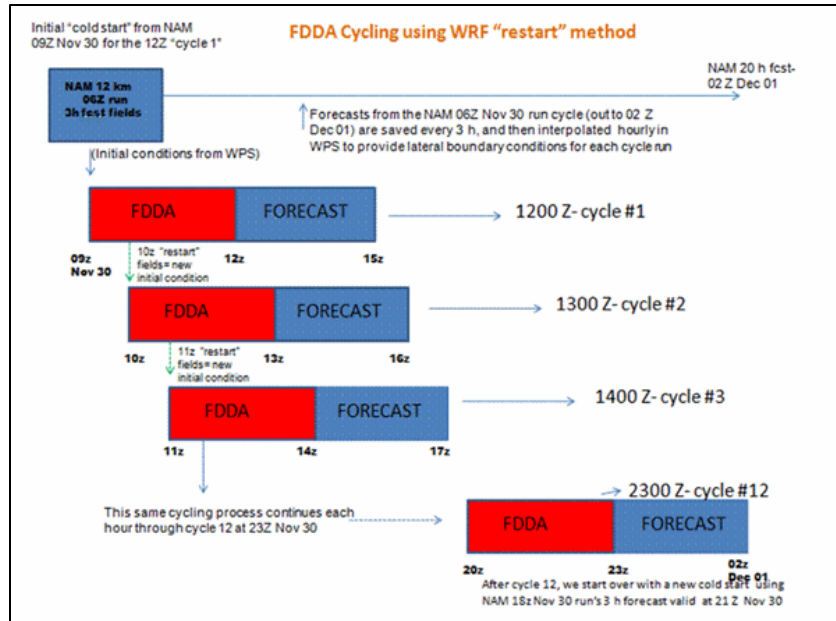 Initial "cold start" from NAM
09Z Nov 30 for the 12Z "cycle 1"
FDDA Cycling using WRF "restart" method
NAM 12 km
06Z run
3h fcst fields
NAM 20 h fcst-
02 Z Dec 01
Forecasts from the NAM 06Z Nov 30 run cycle (out to 02 Z
Dec 01) are saved every 3 h, and then interpolated hourly in
WPS to provide lateral boundary conditions for each cycle run
(Initial conditions from WPS)
FDDA
FORECAST
1200 Z- cycle #1
09z
Nov 30
10z "restart"
fields= new
initial condition
12z
15z
FDDA
FORECAST
1300 Z- cycle #2
10z
11z "restart"
fields= new
initial condition
13z
16z
FDDA
FORECAST
1400 Z- cycle #3
11z
14z
17z
This same cycling process continues each
hour through cycle 12 at 23Z Nov 30
2300 Z- cycle #12
FDDA
FORECAST
20z
23z
02z
Dec 01
After cycle 12, we start over with a new cold start using
NAM 18z Nov 30 run's 3 h forecast valid at 21 Z Nov 30